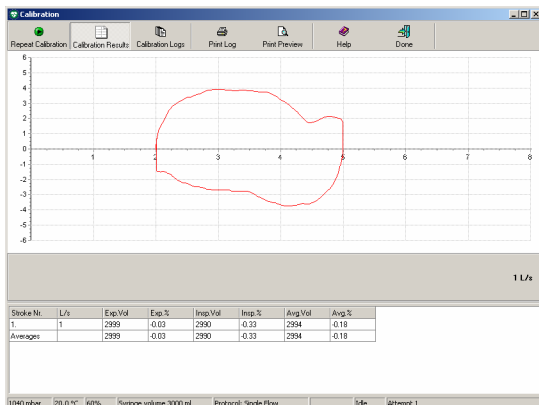 Calibration
Repeat Calibration Calibration Results Calibration Logs Print Log Print Preview Help Done
6
5
4
3
2
1
0
-1
-2
-3
-4
-5
-6
1 2 3 4 5 6 7 8
1 L/s
Stroke Nr. L/s Exp.Vol Exp.% Insp.Vol Insp.% Avg.Vol Avg.%
1. 1 2999 -0.03 2990 -0.33 2994 -0.18
Averages 2999 -0.03 2990 -0.33 2994 -0.18
1040 mbar 20.0 °C 60% Syringe volume 3000 ml Protocol: Single Flow Idle Attempt 1